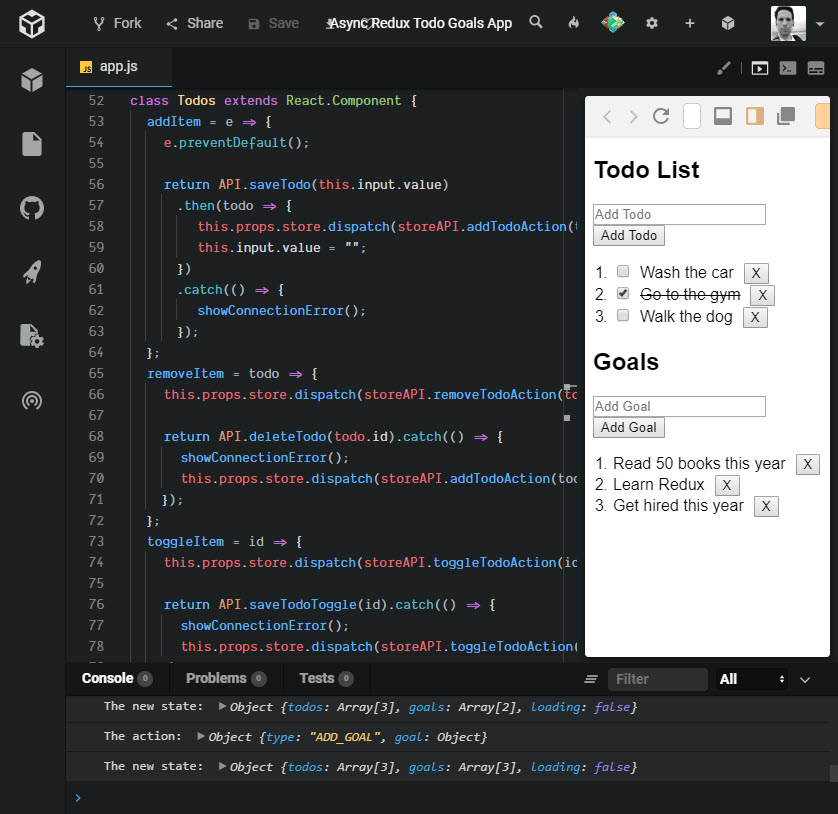 Fork Share Save Async Redux Todo Goals App
JS app.js
52 class Todos extends React.Component {
53 addItem = e => {
54 e.preventDefault();
55
56 return API.saveTodo(this.input.value)
57 .then(todo => {
58 this.props.store.dispatch(storeAPI.addTodoAction(t
59 this.input.value = "";
60 })
61 .catch(() => {
62 showConnectionError();
63 });
64 };
65 removeItem = todo => {
66 this.props.store.dispatch(storeAPI.removeTodoAction(to
67
68 return API.deleteTodo(todo.id).catch(() => {
69 showConnectionError();
70 this.props.store.dispatch(storeAPI.addTodoAction(tod
71 });
72 };
73 toggleItem = id => {
74 this.props.store.dispatch(storeAPI.toggleTodoAction(id
75
76 return API.saveTodoToggle(id).catch(() => {
77 showConnectionError();
78 this.props.store.dispatch(storeAPI.toggleTodoAction(
Todo List
Add Todo
Add Todo
1. Wash the car X
2. Go to the gym X
3. Walk the dog X
Goals
Add Goal
Add Goal
1. Read 50 books this year X
2. Learn Redux X
3. Get hired this year X
Console 0 Problems 0 Tests 0 Filter All
The new state: ▶Object {todos: Array[3], goals: Array[2], loading: false}
The action: ▶Object {type: "ADD_GOAL", goal: Object}
The new state: ▶Object {todos: Array[3], goals: Array[3], loading: false}
›